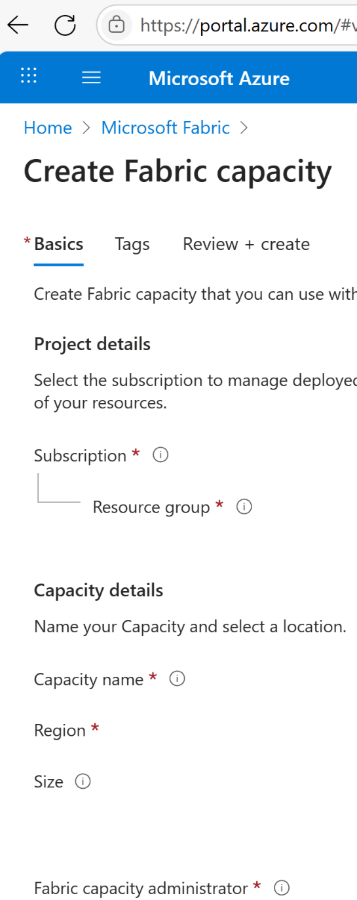 https://portal.azure.com/#
Microsoft Azure
Home > Microsoft Fabric >
Create Fabric capacity
*Basics Tags Review + create
Create Fabric capacity that you can use with
Project details
Select the subscription to manage deployed
of your resources.
Subscription *
Resource group *
Capacity details
Name your Capacity and select a location.
Capacity name *
Region *
Size
Fabric capacity administrator *